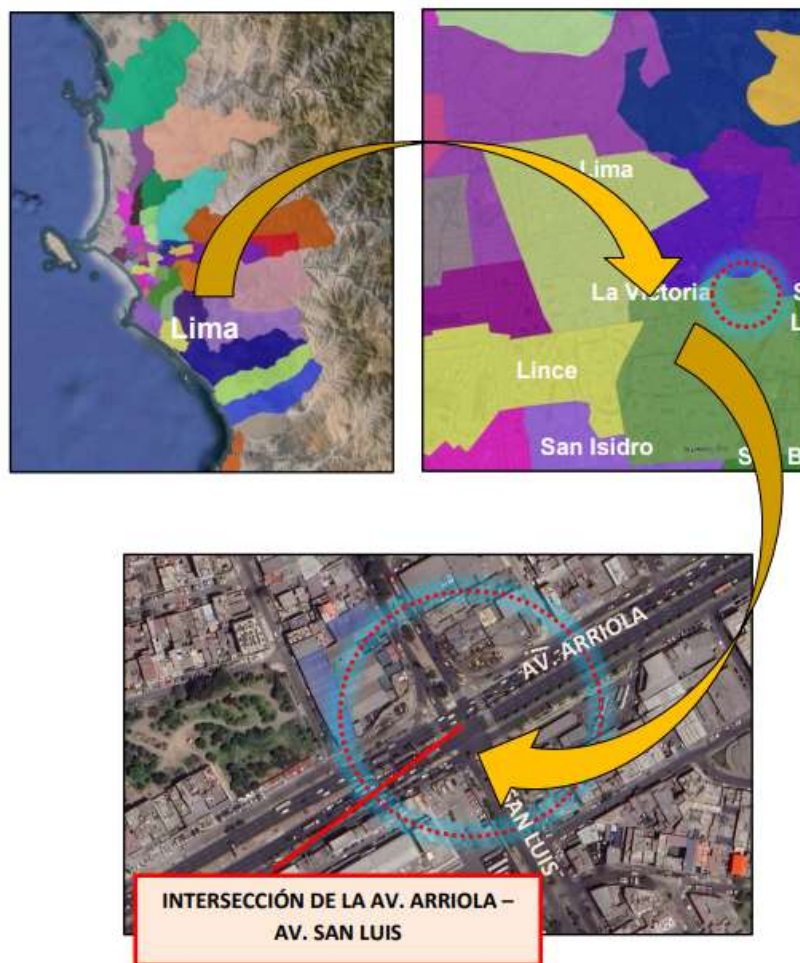 Lima
Lima
La Victoria
S
L
Lince
San Isidro
S
B
AV. ARRIOLA
SAN LUIS
INTERSECCIÓN DE LA AV. ARRIOLA –
AV. SAN LUIS